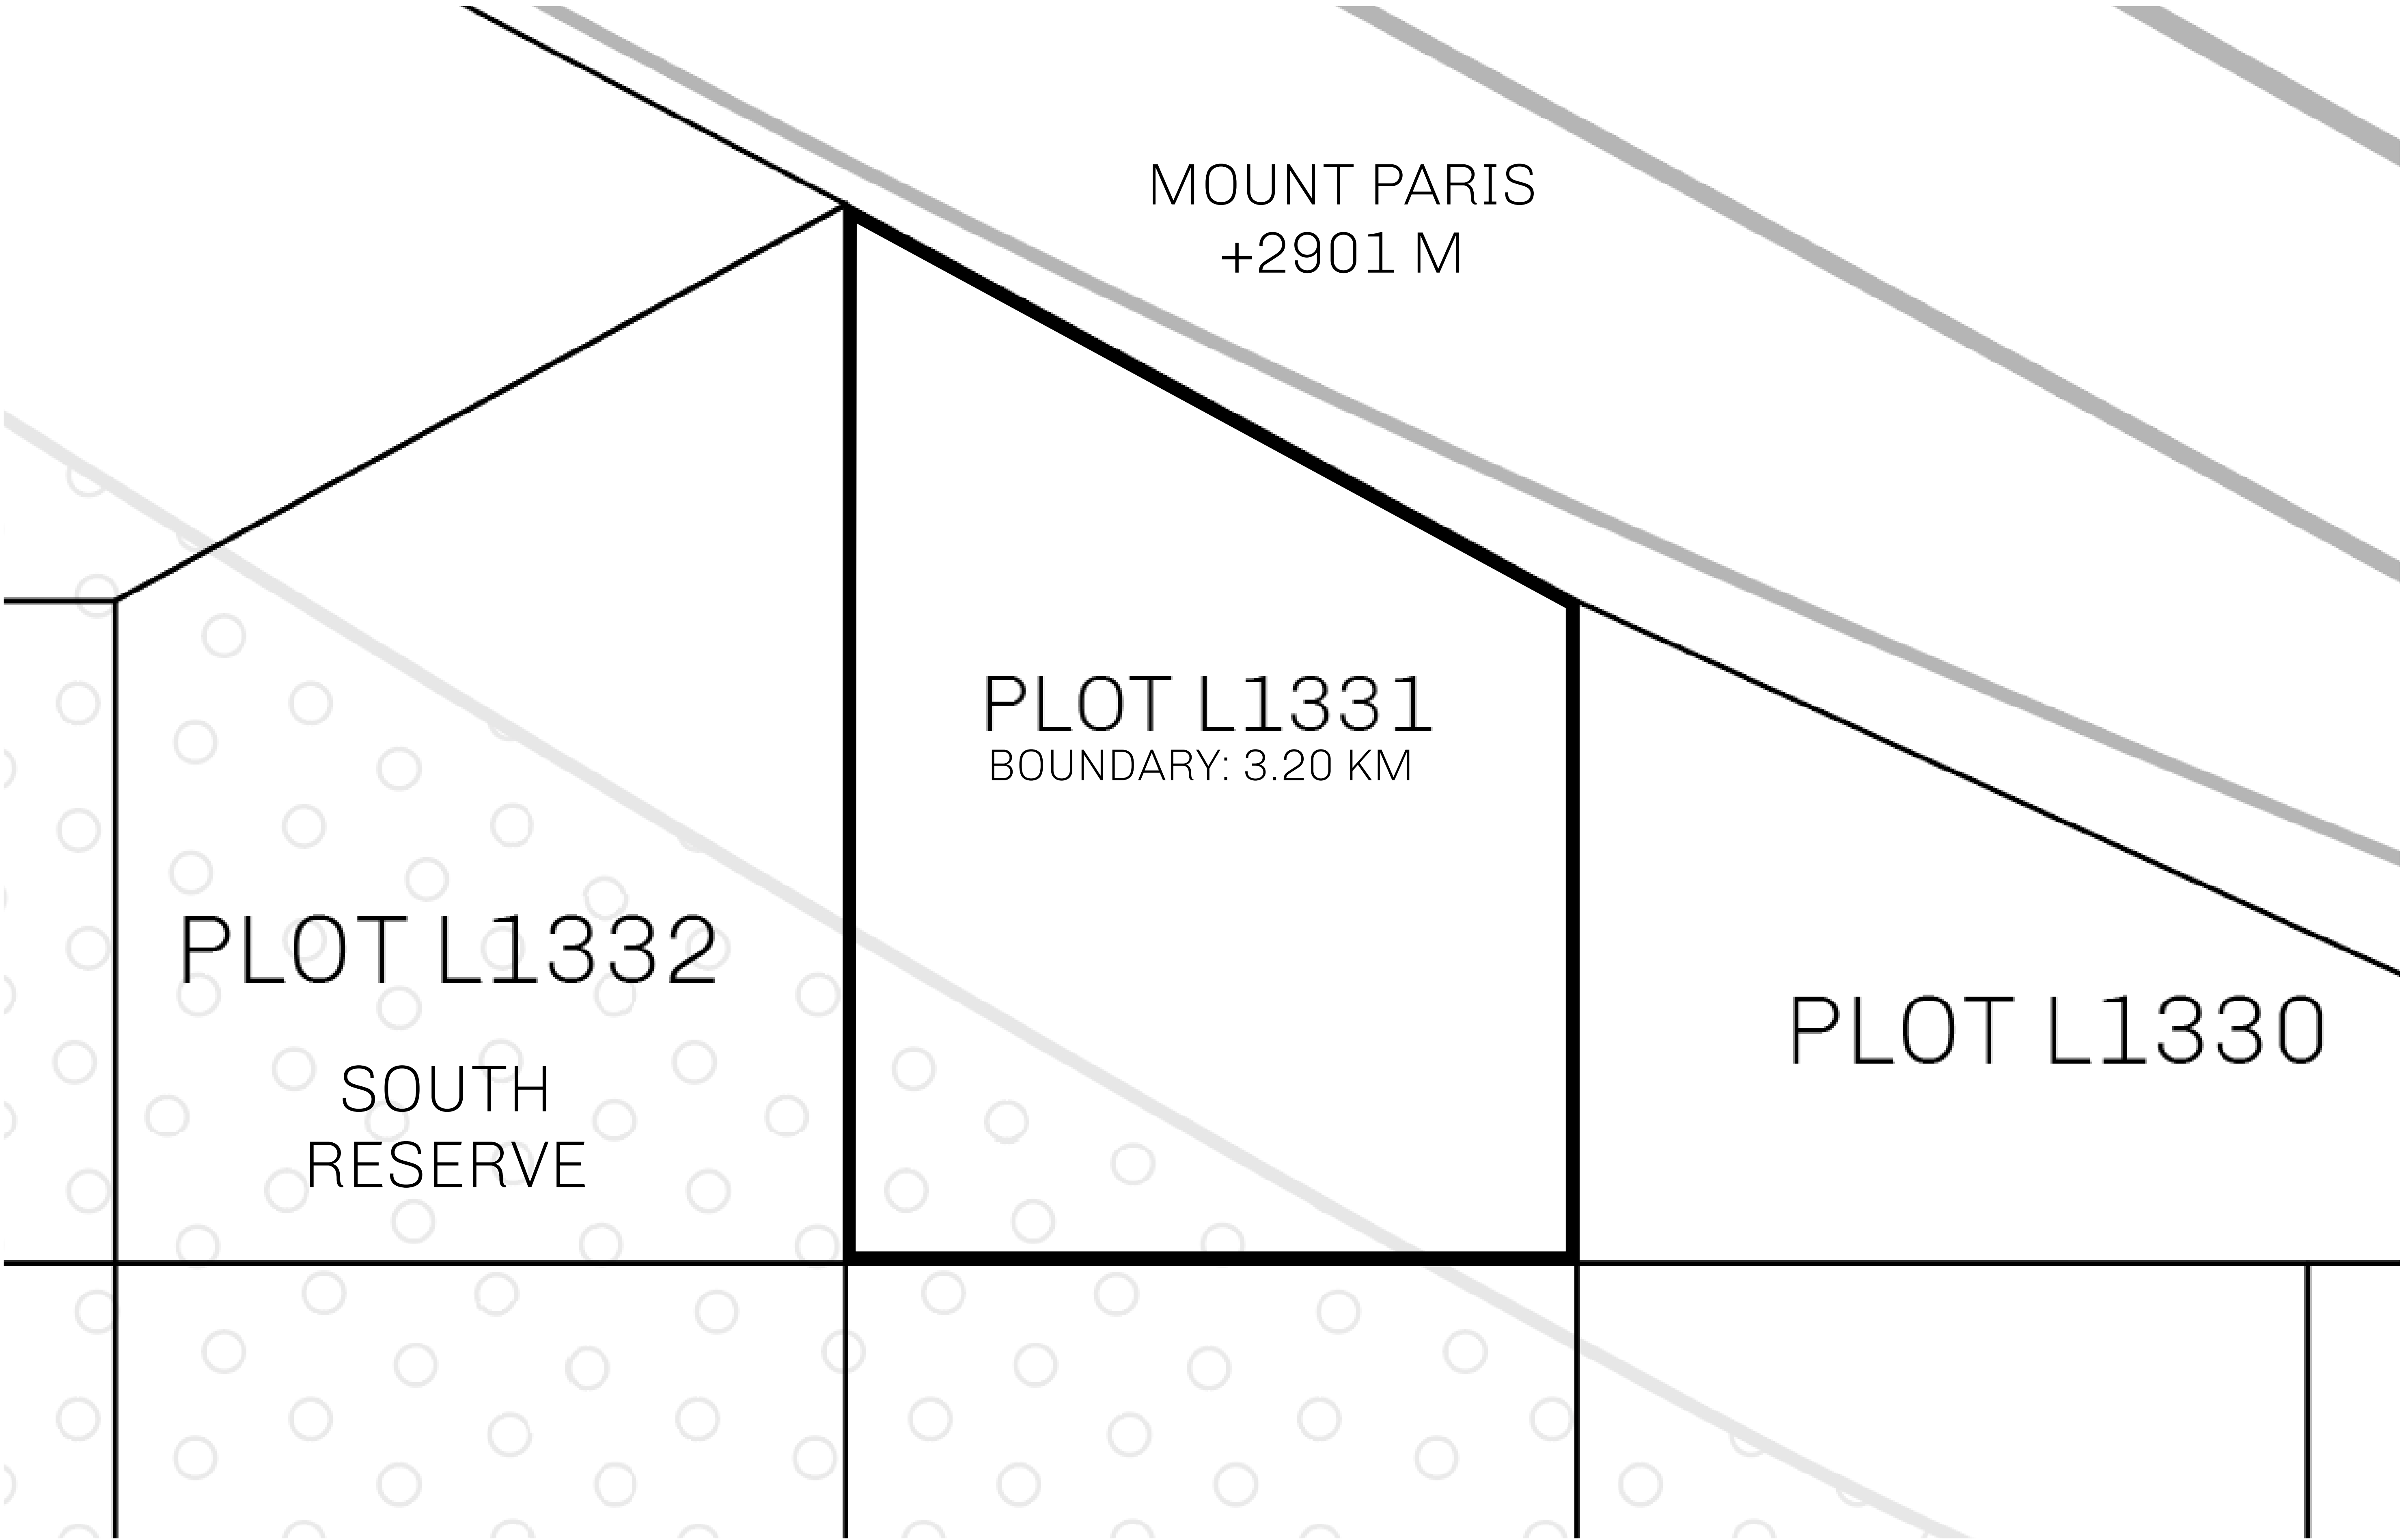 MOUNT PARIS
+2901 M
PLOT L1331
BOUNDARY: 3.20 KM
PLOT L1332
SOUTH
RESERVE
PLOT L1330